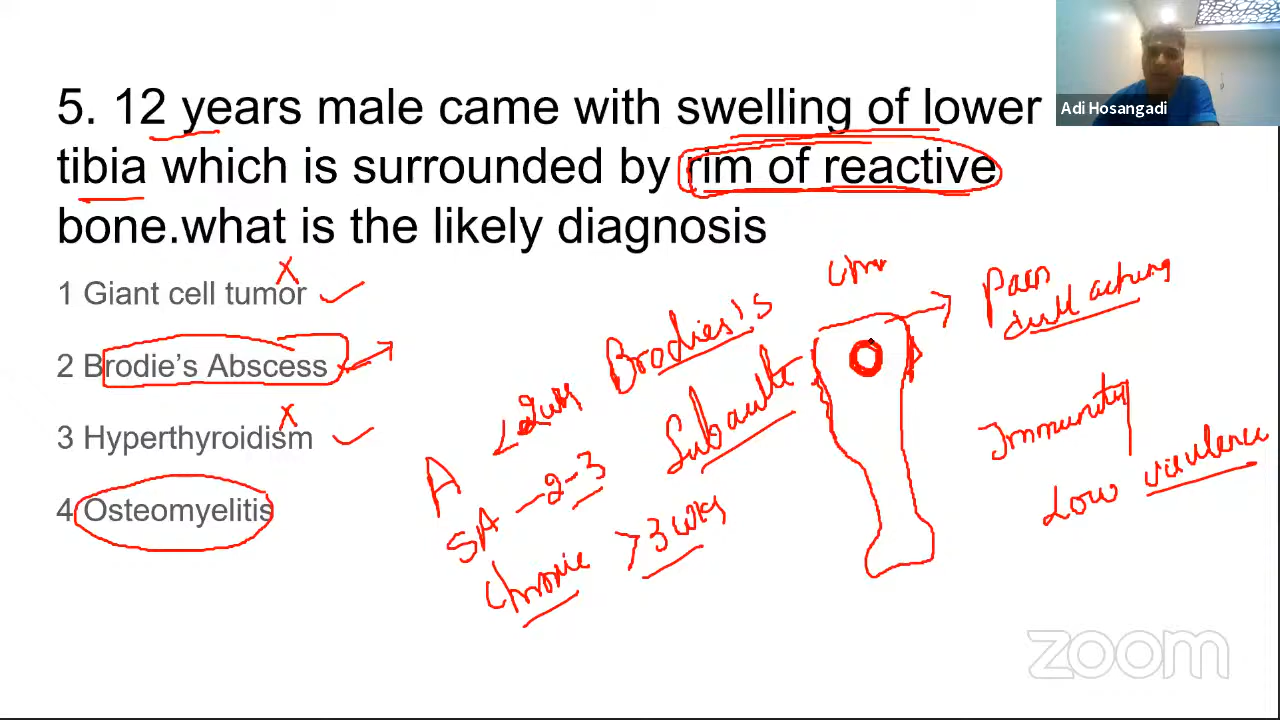 Adi Hosangadi
5. 12 years male came with swelling of lower
tibia which is surrounded by rim of reactive
bone.what is the likely diagnosis
1 Giant cell tumor
2 Brodie's Abscess
3 Hyperthyroidism
4 Osteomyelitis
X
X
Brodies's
Subacute
A
SA - 2-3
Chronic >3 wks
Pain
dull aching
Immunity
Low virulence
zoom